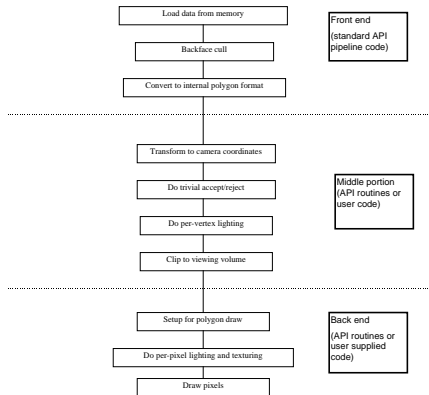 Load data from memory
Front end
(standard API
pipeline code)
Backface cull
Convert to internal polygon format
Transform to camera coordinates
Do trivial accept/reject
Middle portion
(API routines or
user code)
Do per-vertex lighting
Clip to viewing volume
Setup for polygon draw
Back end
(API routines or
user supplied
code)
Do per-pixel lighting and texturing
Draw pixels